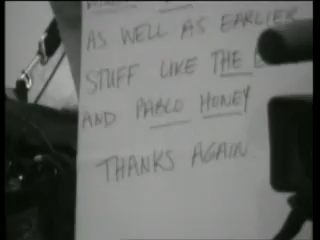 AS WELL AS EARLIER
STUFF LIKE THE
AND PABLO HONEY
THANKS AGAIN